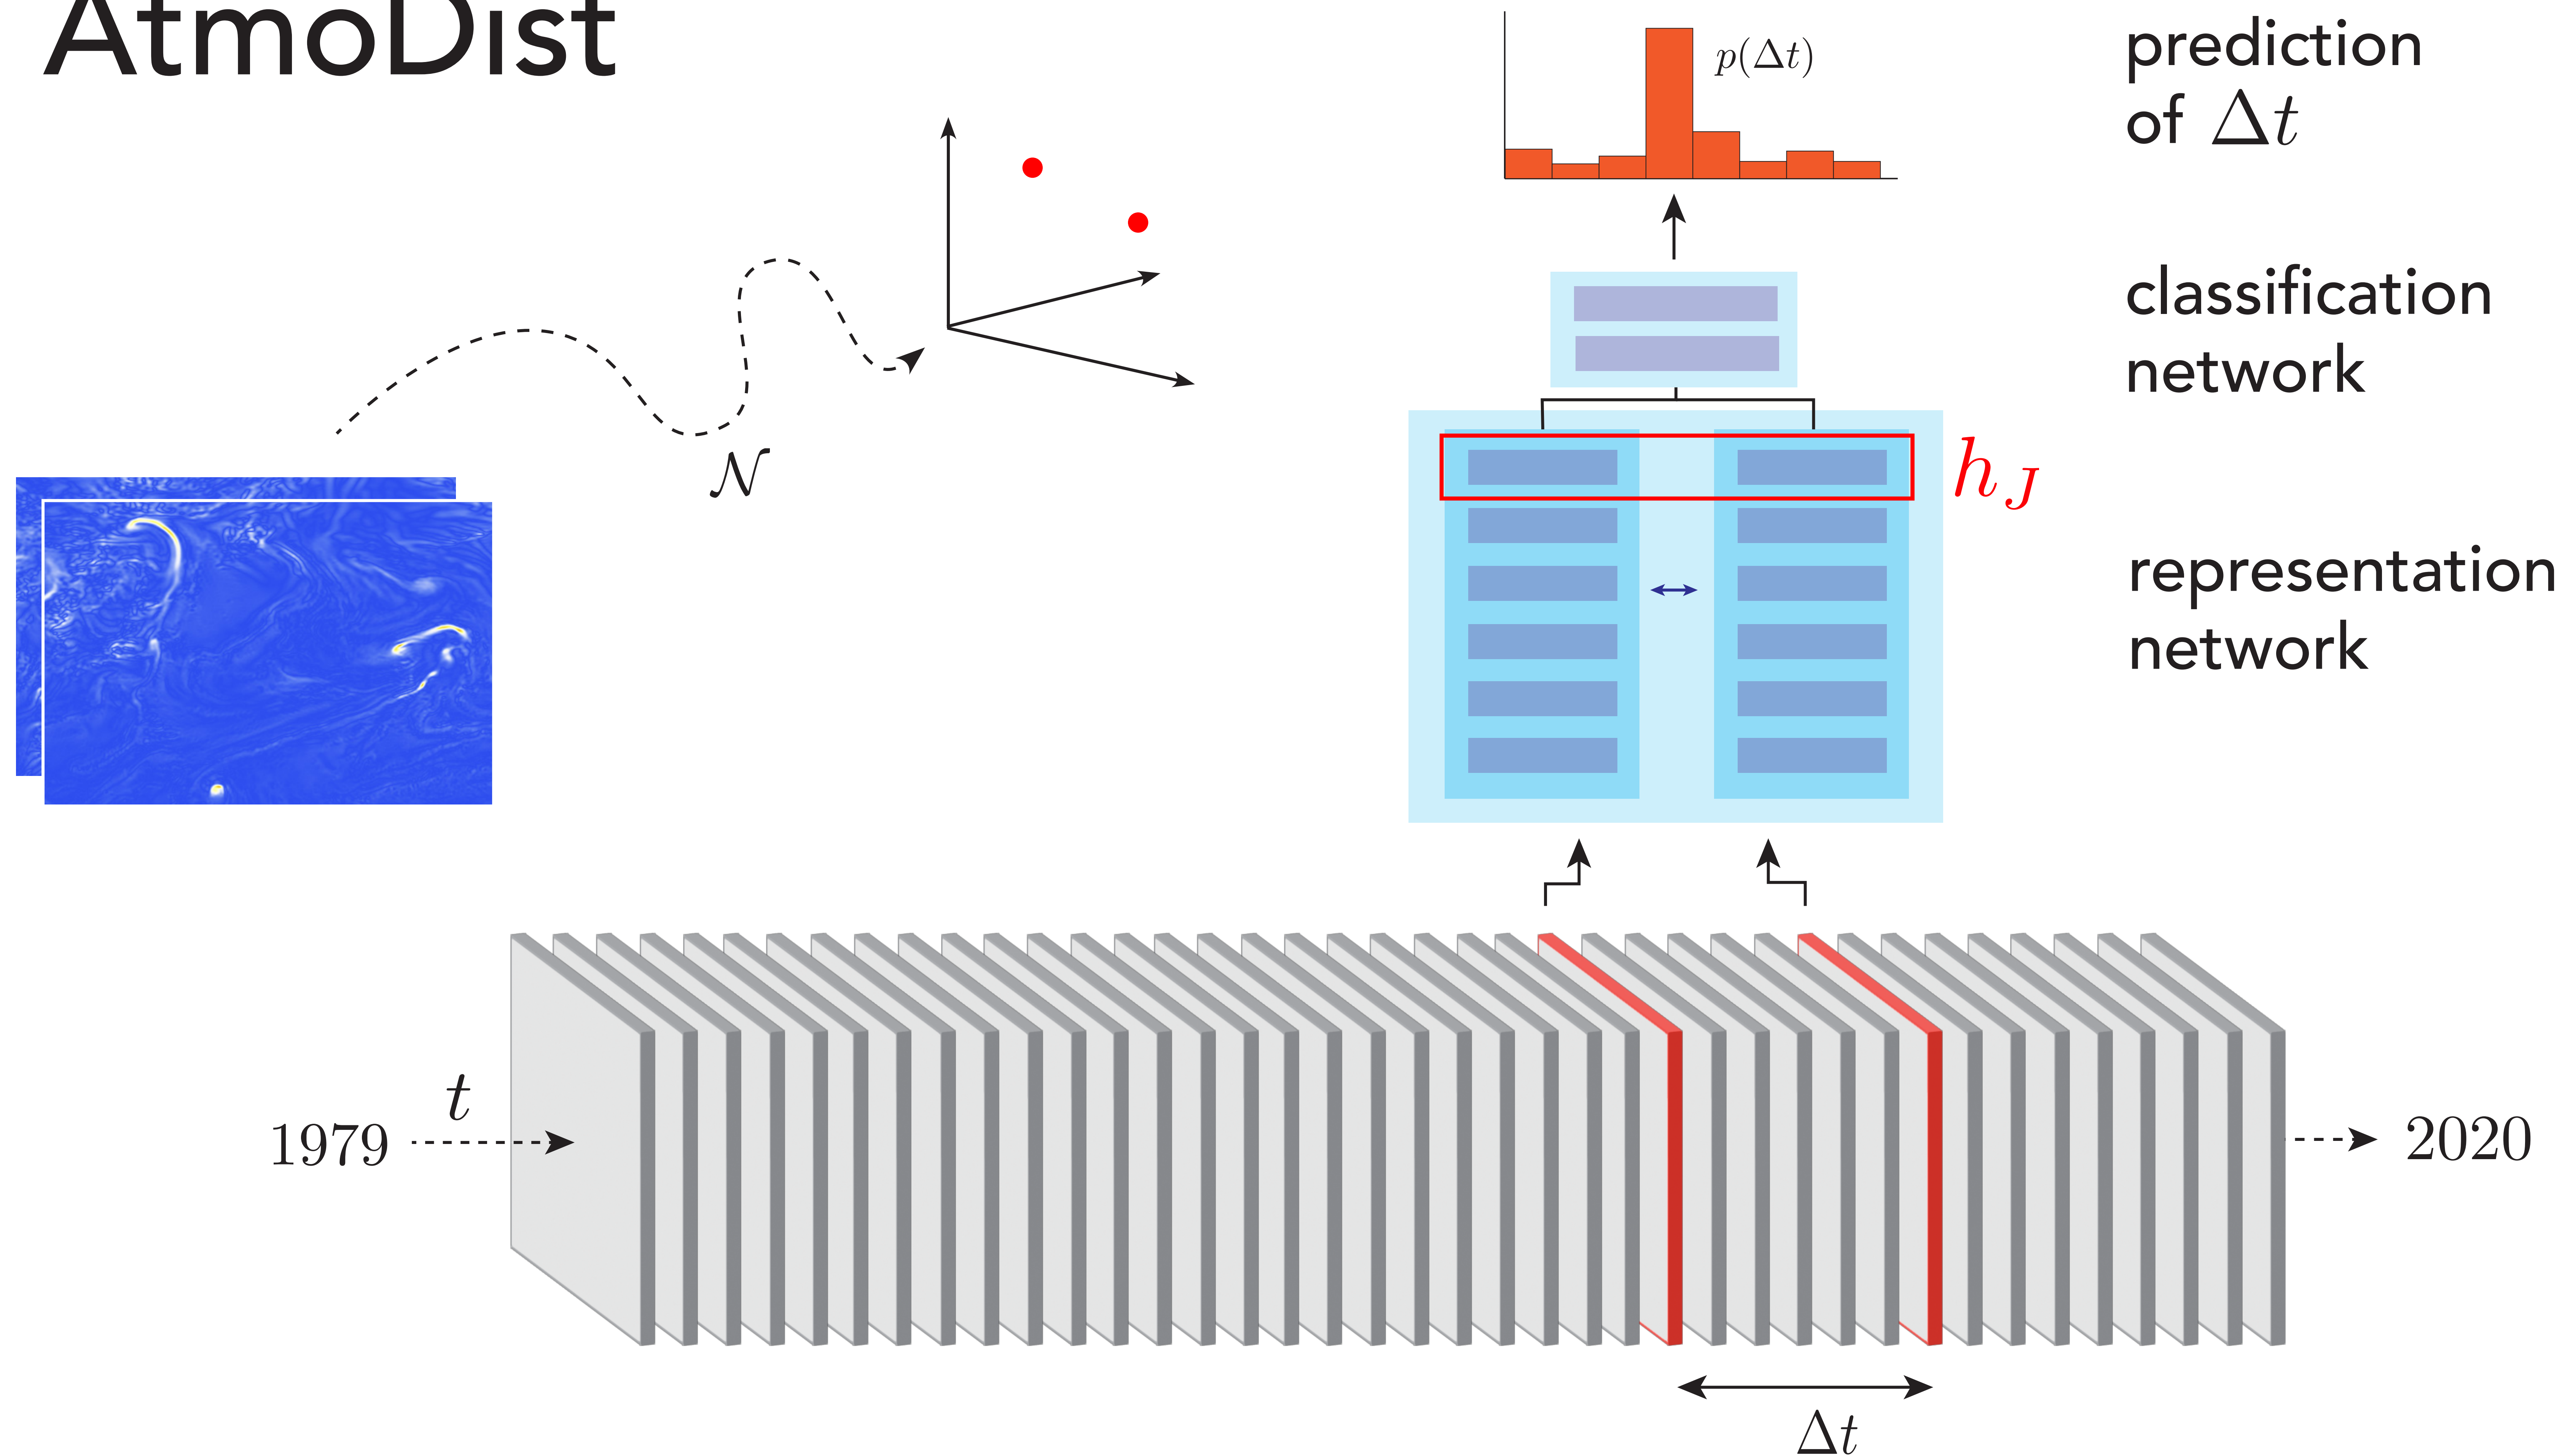 AtmoDist
p(Δt)
prediction
of Δt
classification
network
𝒩
h_J
representation
network
t
1979
2020
Δt